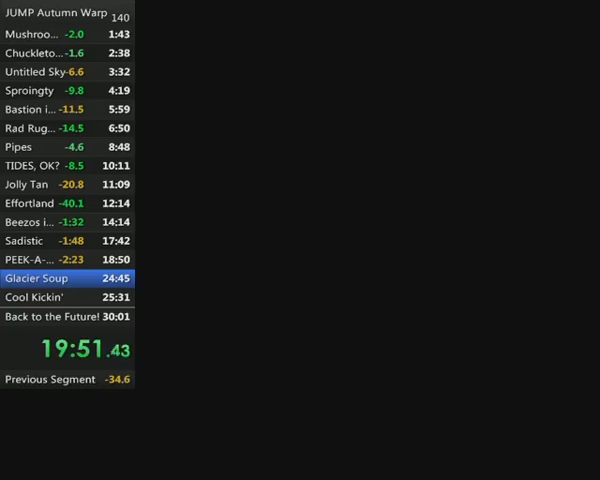 JUMP Autumn Warp 140
Mushroo... -2.0 1:43
Chuckleto... -1.6 2:38
Untitled Sky -6.6 3:32
Sproingty -9.8 4:19
Bastion i... -11.5 5:59
Rad Rug... -14.5 6:50
Pipes -4.6 8:48
TIDES, OK? -8.5 10:11
Jolly Tan -20.8 11:09
Effortland -40.1 12:14
Beezos i... -1:32 14:14
Sadistic -1:48 17:42
PEEK-A-... -2:23 18:50
Glacier Soup 24:45
Cool Kickin' 25:31
Back to the Future! 30:01
19:51.43
Previous Segment -34.6